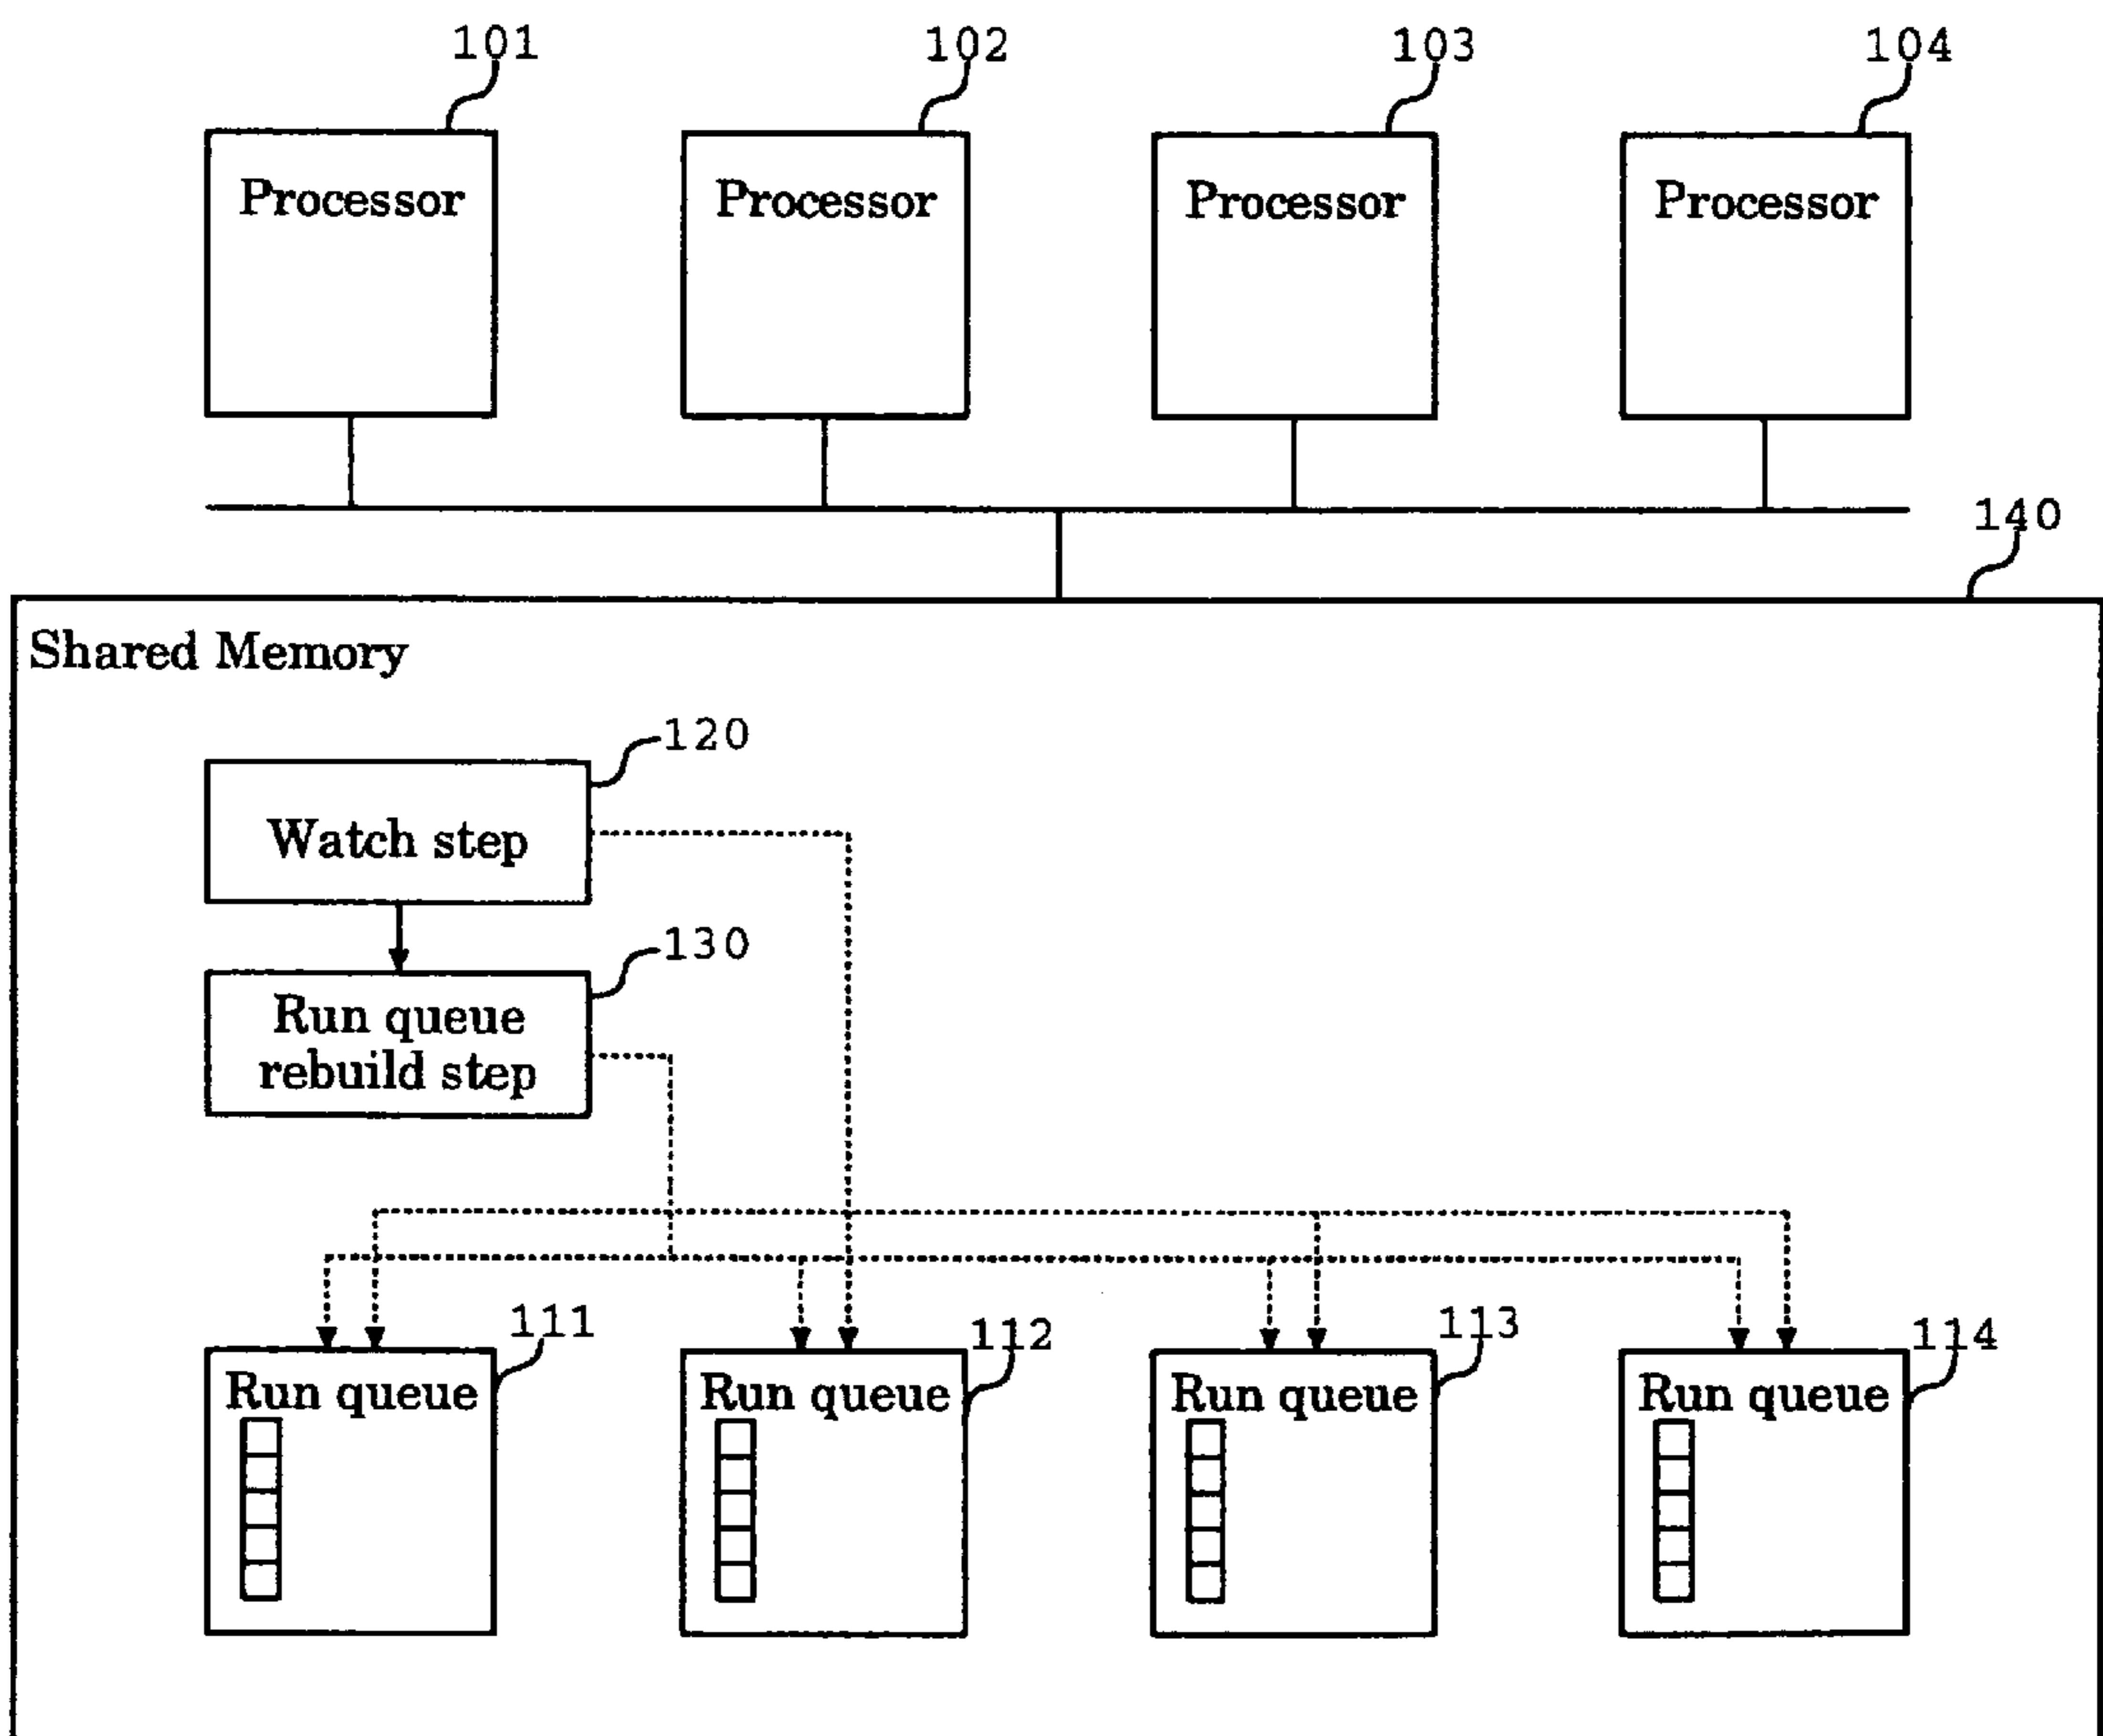 101 102 103 104
Processor Processor Processor Processor
140
Shared Memory
120
Watch step
130
Run queue
rebuild step
111 112 113 114
Run queue Run queue Run queue Run queue